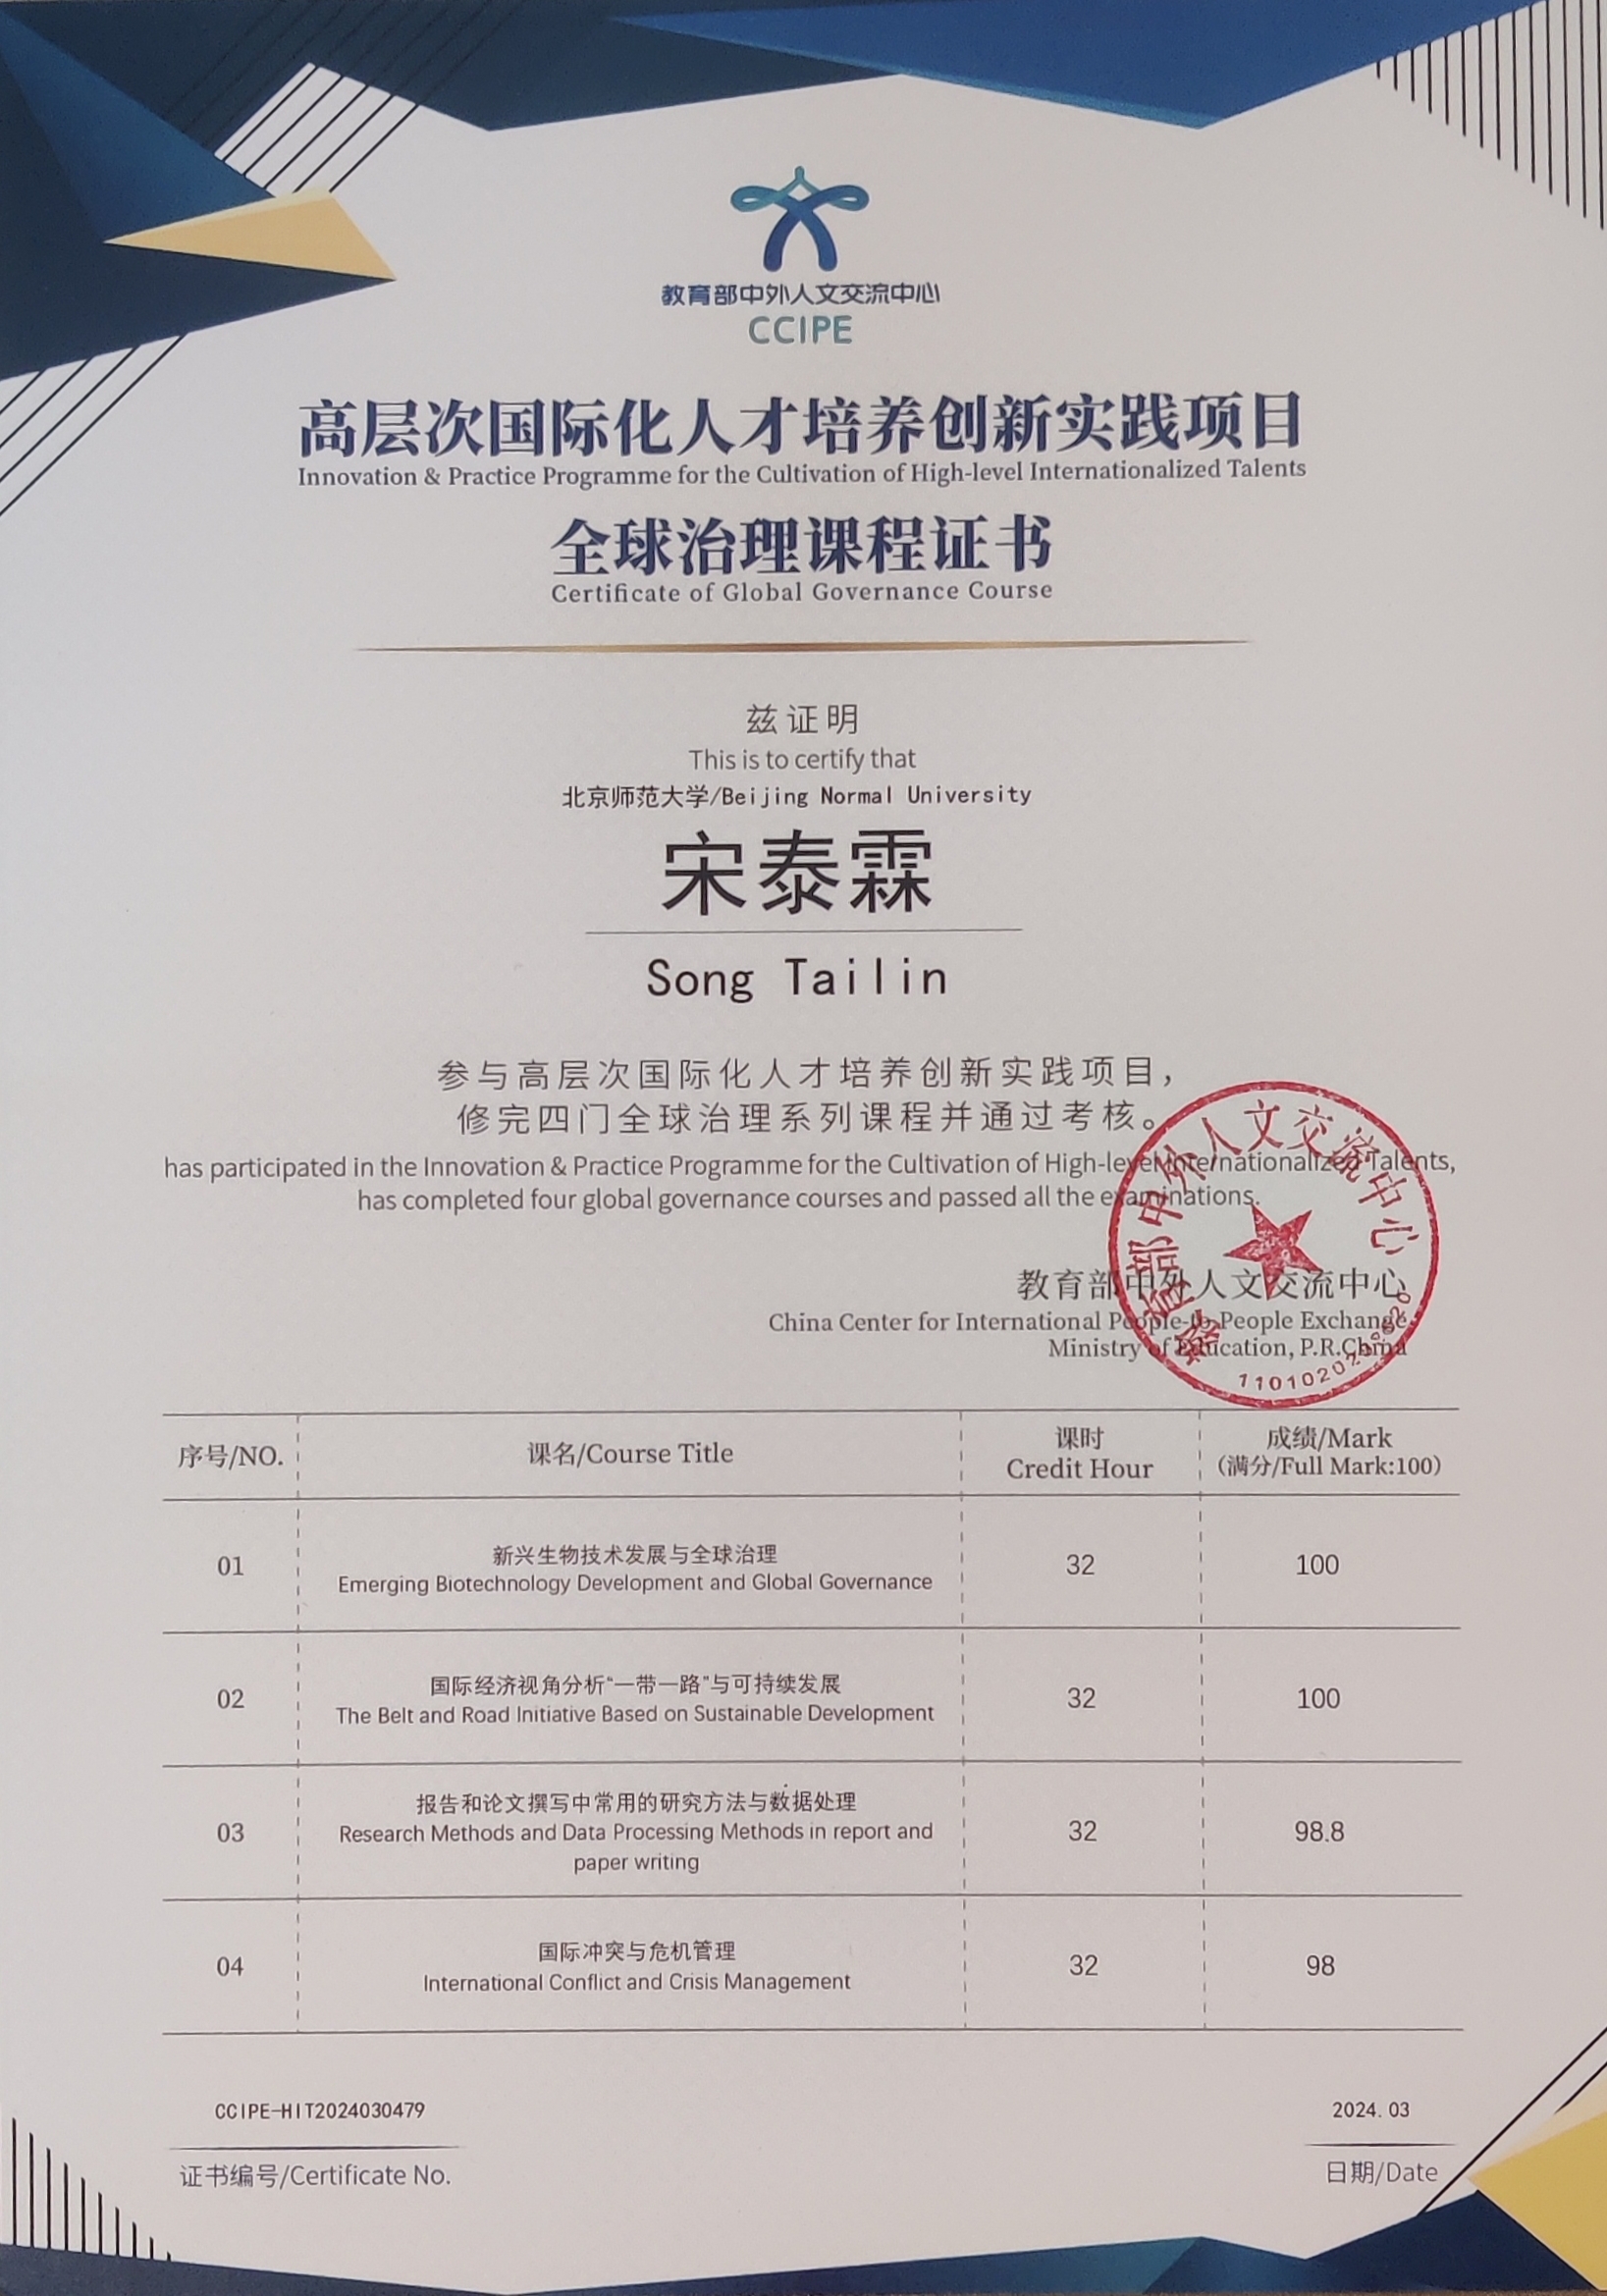 教育部中外人文交流中心
CCIPE
高层次国际化人才培养创新实践项目
Innovation & Practice Programme for the Cultivation of High-level Internationalized Talents
全球治理课程证书
Certificate of Global Governance Course
兹证明
This is to certify that
北京师范大学/Beijing Normal University
宋泰霖
Song Tailin
参与高层次国际化人才培养创新实践项目，
修完四门全球治理系列课程并通过考核。
has participated in the Innovation & Practice Programme for the Cultivation of High-level Internationalized Talents,
has completed four global governance courses and passed all the examinations.
教育部中外人文交流中心
China Center for International People-to-People Exchange,
Ministry of Education, P.R.China
教育部中外人文交流中心
序号/NO.
课名/Course Title
课时
Credit Hour
成绩/Mark
(满分/Full Mark:100)
01
新兴生物技术发展与全球治理
Emerging Biotechnology Development and Global Governance
32
100
02
国际经济视角分析“一带一路”与可持续发展
The Belt and Road Initiative Based on Sustainable Development
32
100
03
报告和论文撰写中常用的研究方法与数据处理
Research Methods and Data Processing Methods in report and
paper writing
32
98.8
04
国际冲突与危机管理
International Conflict and Crisis Management
32
98
CCIPE-HIT2024030479
证书编号/Certificate No.
2024.03
日期/Date